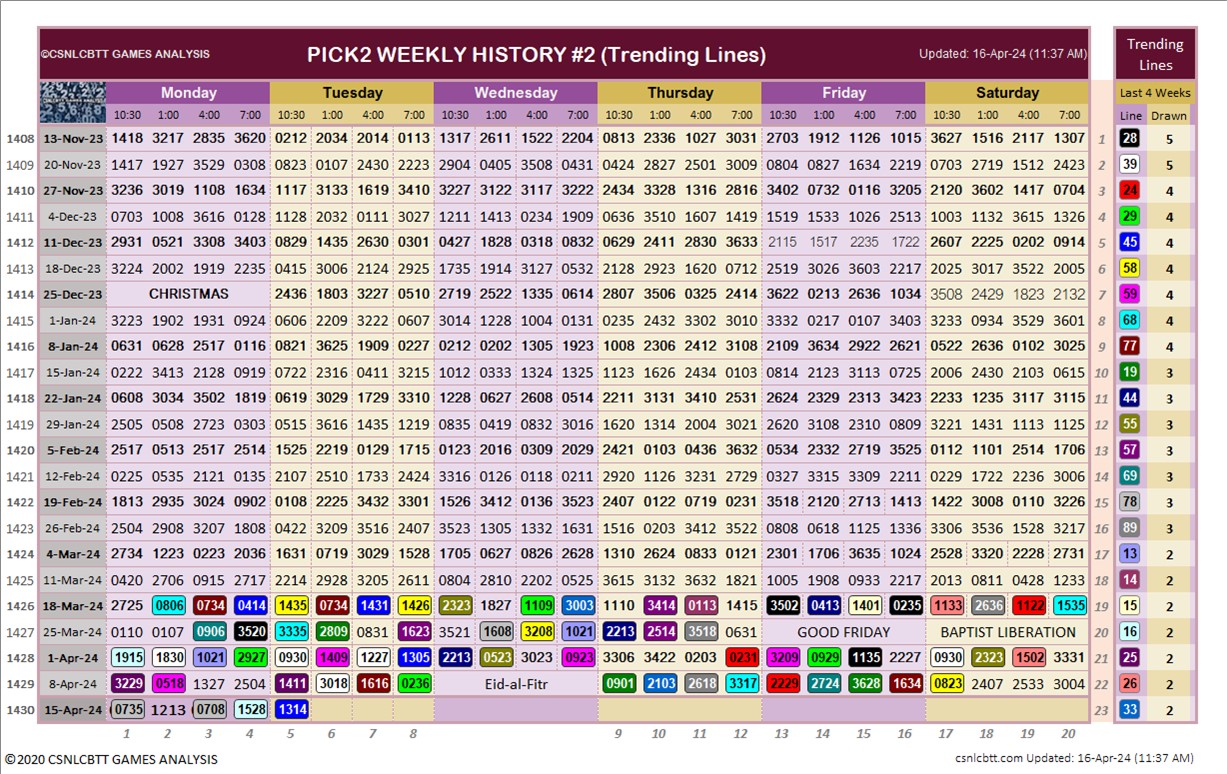 ©CSNLCBTT GAMES ANALYSIS PICK2 WEEKLY HISTORY #2 (Trending Lines) Updated: 16-Apr-24 (11:37 AM) Trending Lines
Monday Tuesday Wednesday Thursday Friday Saturday Last 4 Weeks
10:30 1:00 4:00 7:00 10:30 1:00 4:00 7:00 10:30 1:00 4:00 7:00 10:30 1:00 4:00 7:00 10:30 1:00 4:00 7:00 10:30 1:00 4:00 7:00 Line Drawn
1408 13-Nov-23 1418 3217 2835 3620 0212 2034 2014 0113 1317 2611 1522 2204 0813 2336 1027 3031 2703 1912 1126 1015 3627 1516 2117 1307 1 28 5
1409 20-Nov-23 1417 1927 3529 0308 0823 0107 2430 2223 2904 0405 3508 0431 0424 2827 2501 3009 0804 0827 1634 2219 0703 2719 1512 2423 2 39 5
1410 27-Nov-23 3236 3019 1108 1634 1117 3133 1619 3410 3227 3122 3117 3222 2434 3328 1316 2816 3402 0732 0116 3205 2120 3602 1417 0704 3 24 4
1411 4-Dec-23 0703 1008 3616 0128 1128 2032 0111 3027 1211 1413 0234 1909 0636 3510 1607 1419 1519 1533 1026 2513 1003 1132 3615 1326 4 29 4
1412 11-Dec-23 2931 0521 3308 3403 0829 1435 2630 0301 0427 1828 0318 0832 0629 2411 2830 3633 2115 1517 2235 1722 2607 2225 0202 0914 5 45 4
1413 18-Dec-23 3224 2002 1919 2235 0415 3006 2124 2925 1735 1914 3127 0532 2128 2923 1620 0712 2519 3026 3603 2217 2025 3017 3522 2005 6 58 4
1414 25-Dec-23 CHRISTMAS 2436 1803 3227 0519 2719 2522 1335 0614 2807 3506 0925 2414 3622 0213 2636 1034 3508 2429 1823 2132 7 59 4
1415 1-Jan-24 3223 1902 1931 0924 0606 2209 3222 0607 3014 1228 1004 0131 0235 2432 3302 3010 3332 0217 0107 3403 3233 0934 3529 3601 8 68 4
1416 8-Jan-24 0631 0628 2517 0116 0821 3625 1909 0227 0212 0202 1305 1923 1008 2306 2412 3108 2109 3634 2922 2621 0522 2636 0102 3025 9 77 4
1417 15-Jan-24 0222 3413 2128 0919 0722 2316 0411 3215 1012 0333 1324 1325 1123 1626 2434 0103 0814 2123 3113 0725 2006 2430 2103 0615 10 19 3
1418 22-Jan-24 0608 3034 3502 1819 0619 3029 1729 3310 1228 0627 2608 0514 2211 3131 3410 2531 2624 2329 2313 3423 2233 1235 3117 3115 11 44 3
1419 29-Jan-24 2505 0508 2723 0303 0515 3616 1435 1219 0835 0419 0832 3016 1620 1314 2004 3021 2620 3108 2310 0809 3221 1431 1113 1125 12 55 3
1420 5-Feb-24 2517 0513 2517 2514 1525 2219 0129 1715 0123 2016 0309 2029 2421 0103 0436 3632 0534 2332 2719 3525 0112 1101 2514 1706 13 57 3
1421 12-Feb-24 0225 0535 2121 0135 2107 2510 1733 2424 3316 0126 0118 0211 2920 1126 3131 2729 0327 3315 3309 2211 0229 1722 2236 3006 14 69 3
1422 19-Feb-24 1813 2935 3024 0902 0108 2225 3432 3301 1526 3412 0136 3523 2407 0122 0719 0231 3518 2120 2713 1413 1422 3008 0110 3226 15 78 3
1423 26-Feb-24 2504 2908 3207 1808 0422 3209 3516 2407 3523 1305 1332 1631 1516 0203 3412 3522 0808 0618 1125 1336 3306 3536 1528 3217 16 89 3
1424 4-Mar-24 2734 1223 0223 2036 1631 0719 3029 1528 1705 0627 0826 2628 1310 2624 0833 0121 2301 1706 3635 1024 2528 3320 2228 2731 17 13 2
1425 11-Mar-24 0420 2706 0915 2717 2214 2928 3205 2611 0804 2810 2202 0525 3615 3132 3632 1821 1005 1908 0933 2217 2013 0811 0428 1233 18 14 2
1426 18-Mar-24 2725 0806 0734 0414 1435 0734 1431 1426 2323 1827 1109 3003 1110 3414 0113 1415 3502 0413 1401 0235 1133 2636 1122 1535 19 15 2
1427 25-Mar-24 0110 0107 0906 3520 3335 2809 0831 1623 3521 1608 3208 1021 2213 2514 3518 0631 GOOD FRIDAY BAPTIST LIBERATION 20 16 2
1428 1-Apr-24 1915 1830 1021 2927 0930 1409 1227 1305 2213 0523 3023 0923 3306 3422 0203 0231 3209 0929 1135 2227 0930 2323 1502 3331 21 25 2
1429 8-Apr-24 3229 0518 1327 2504 1411 3018 1616 0236 Eid-al-Fitr 0901 2103 2618 3317 2229 2724 3628 1634 0823 2407 2533 3004 22 26 2
1430 15-Apr-24 0735 1213 0708 1528 1314 23 33 2
1 2 3 4 5 6 7 8 9 10 11 12 13 14 15 16 17 18 19 20
©2020 CSNLCBTT GAMES ANALYSIS csnlcbtt.com Updated: 16-Apr-24 (11:37 AM)